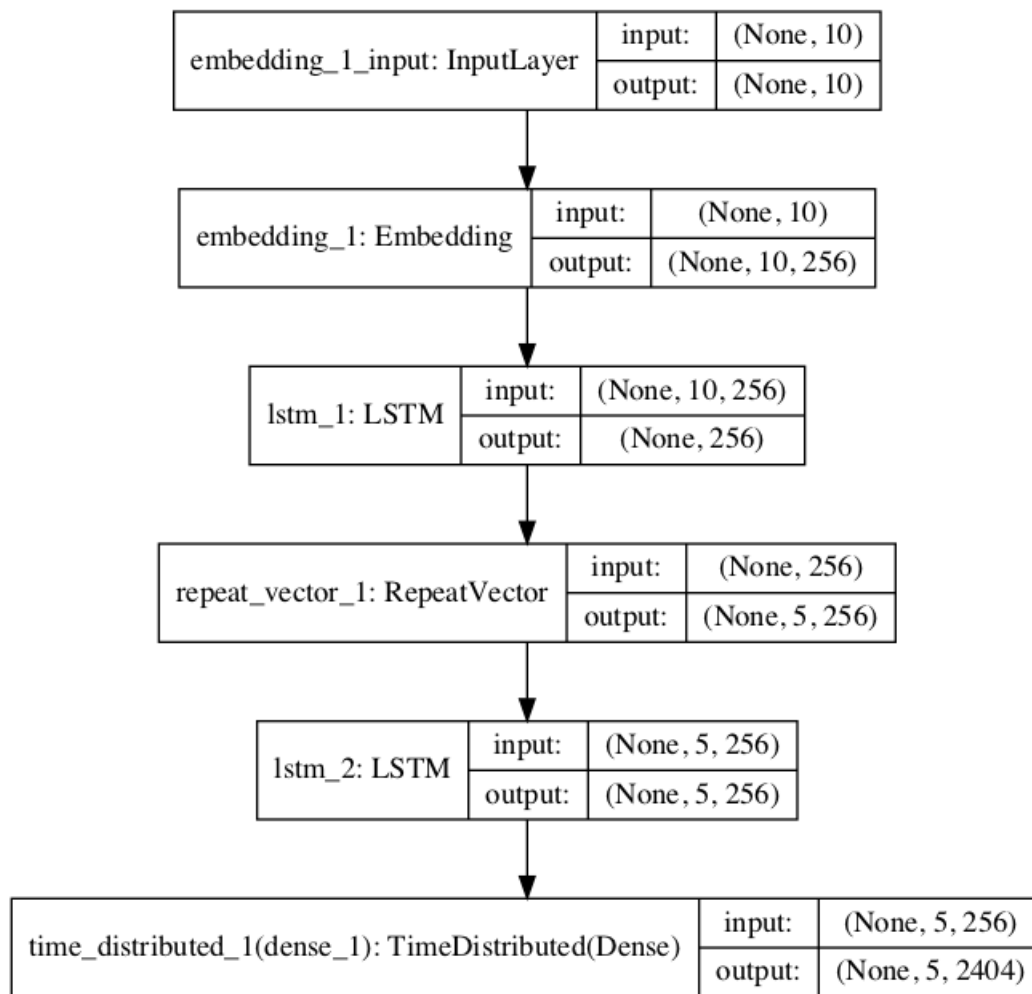 embedding_1_input: InputLayer
input: (None, 10)
output: (None, 10)
embedding_1: Embedding
input: (None, 10)
output: (None, 10, 256)
lstm_1: LSTM
input: (None, 10, 256)
output: (None, 256)
repeat_vector_1: RepeatVector
input: (None, 256)
output: (None, 5, 256)
lstm_2: LSTM
input: (None, 5, 256)
output: (None, 5, 256)
time_distributed_1(dense_1): TimeDistributed(Dense)
input: (None, 5, 256)
output: (None, 5, 2404)